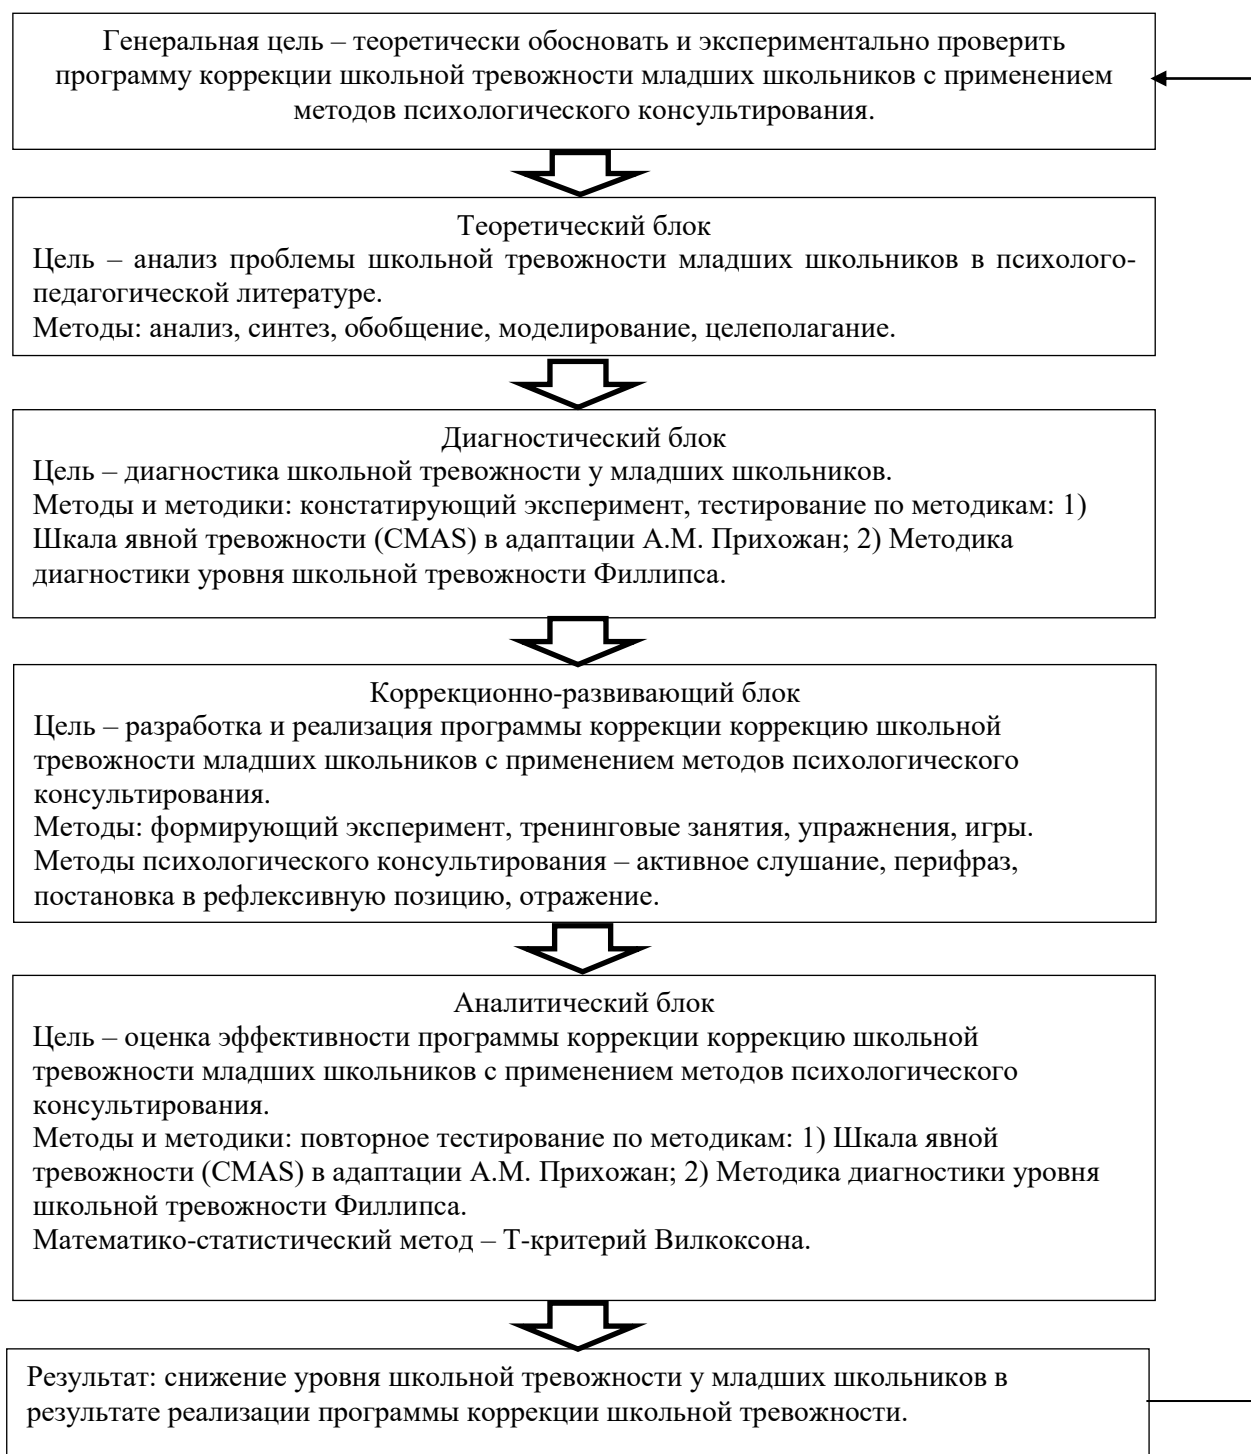 Генеральная цель – теоретически обосновать и экспериментально проверить
программу коррекции школьной тревожности младших школьников с применением
методов психологического консультирования.
Теоретический блок
Цель – анализ проблемы школьной тревожности младших школьников в психолого-
педагогической литературе.
Методы: анализ, синтез, обобщение, моделирование, целеполагание.
Диагностический блок
Цель – диагностика школьной тревожности у младших школьников.
Методы и методики: констатирующий эксперимент, тестирование по методикам: 1)
Шкала явной тревожности (CMAS) в адаптации А.М. Прихожан; 2) Методика
диагностики уровня школьной тревожности Филлипса.
Коррекционно-развивающий блок
Цель – разработка и реализация программы коррекции коррекцию школьной
тревожности младших школьников с применением методов психологического
консультирования.
Методы: формирующий эксперимент, тренинговые занятия, упражнения, игры.
Методы психологического консультирования – активное слушание, перифраз,
постановка в рефлексивную позицию, отражение.
Аналитический блок
Цель – оценка эффективности программы коррекции коррекцию школьной
тревожности младших школьников с применением методов психологического
консультирования.
Методы и методики: повторное тестирование по методикам: 1) Шкала явной
тревожности (CMAS) в адаптации А.М. Прихожан; 2) Методика диагностики уровня
школьной тревожности Филлипса.
Математико-статистический метод – Т-критерий Вилкоксона.
Результат: снижение уровня школьной тревожности у младших школьников в
результате реализации программы коррекции школьной тревожности.